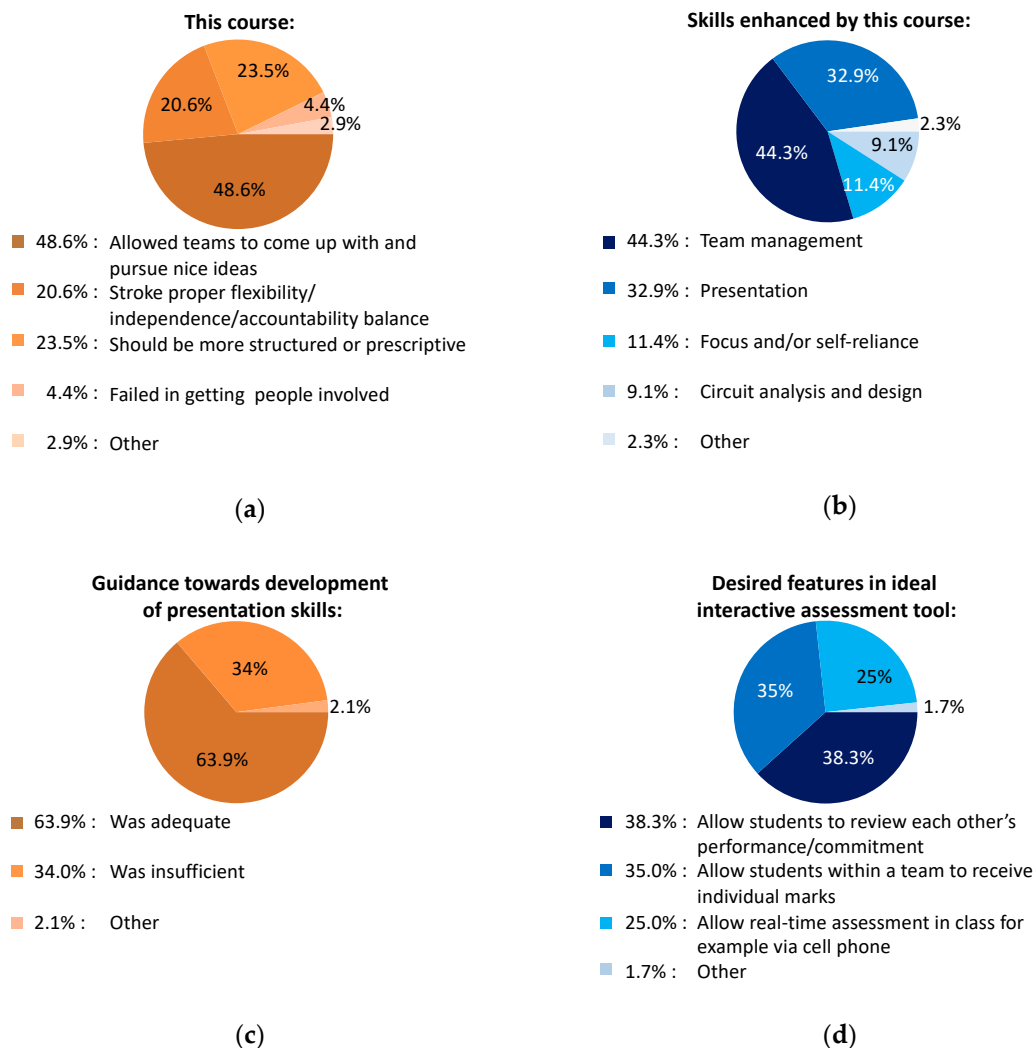 This course:
23.5%
4.4%
20.6%
2.9%
48.6%
48.6% : Allowed teams to come up with and
pursue nice ideas
20.6% : Stroke proper flexibility/
independence/accountability balance
23.5% : Should be more structured or prescriptive
4.4% : Failed in getting people involved
2.9% : Other
(a)
Skills enhanced by this course:
32.9%
2.3%
9.1%
44.3%
11.4%
44.3% : Team management
32.9% : Presentation
11.4% : Focus and/or self-reliance
9.1% : Circuit analysis and design
2.3% : Other
(b)
Guidance towards development
of presentation skills:
34%
2.1%
63.9%
63.9% : Was adequate
34.0% : Was insufficient
2.1% : Other
(c)
Desired features in ideal
interactive assessment tool:
25%
35%
1.7%
38.3%
38.3% : Allow students to review each other’s
performance/commitment
35.0% : Allow students within a team to receive
individual marks
25.0% : Allow real-time assessment in class for
example via cell phone
1.7% : Other
(d)